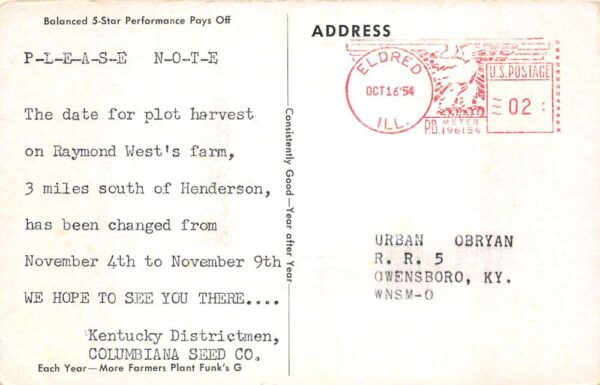 Balanced 5-Star Performance Pays Off
P-L-E-A-S-E N-O-T-E
The date for plot harvest
on Raymond West's farm,
3 miles south of Henderson,
has been changed from
November 4th to November 9th
WE HOPE TO SEE YOU THERE....
Kentucky Districtmen,
COLUMBIANA SEED CO.
Each Year—More Farmers Plant Funk's G
Consistently Good—Year after Year
ADDRESS
ELDRED
OCT 16 '54
ILL.
U.S. POSTAGE
02
P.B. METER
196154
URBAN OBRYAN
R. R. 5
OWENSBORO, KY.
WNSM-O